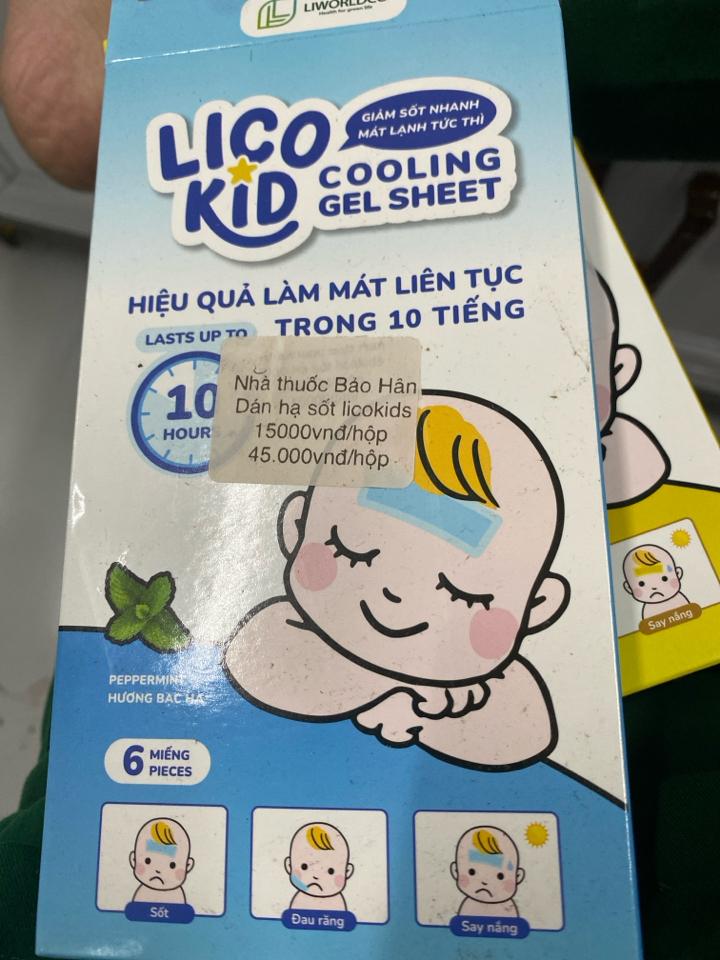 LIWORLDCO
Health for green life
LICO
KID
GIẢM SỐT NHANH
MÁT LẠNH TỨC THÌ
COOLING
GEL SHEET
HIỆU QUẢ LÀM MÁT LIÊN TỤC
TRONG 10 TIẾNG
LASTS UP TO
10
HOURS
Nhà thuốc Bảo Hân
Dán hạ sốt licokids
15000vnđ/hộp
45.000vnđ/hộp
PEPPERMINT
HƯƠNG BẠC HÀ
6 MIẾNG
PIECES
Sốt
Đau răng
Say nắng
Say nắng